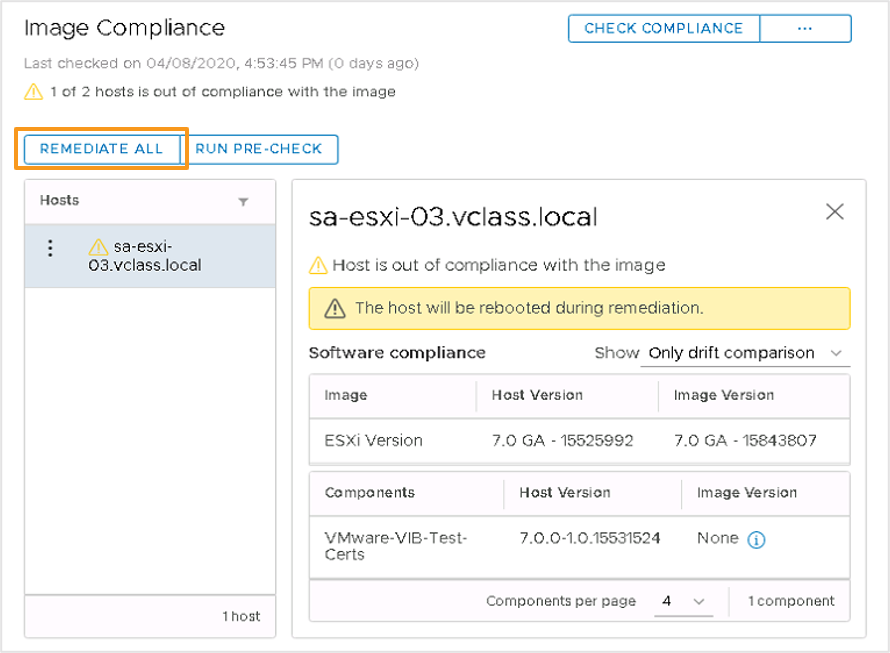 Image Compliance
CHECK COMPLIANCE ...
Last checked on 04/08/2020, 4:53:45 PM (0 days ago)
1 of 2 hosts is out of compliance with the image
REMEDIATE ALL RUN PRE-CHECK
Hosts
sa-esxi-
03.vclass.local
1 host
sa-esxi-03.vclass.local
Host is out of compliance with the image
The host will be rebooted during remediation.
Software compliance Show Only drift comparison
Image Host Version Image Version
ESXi Version 7.0 GA - 15525992 7.0 GA - 15843807
Components Host Version Image Version
VMware-VIB-Test- 7.0.0-1.0.15531524 None
Certs
Components per page 4 1 component